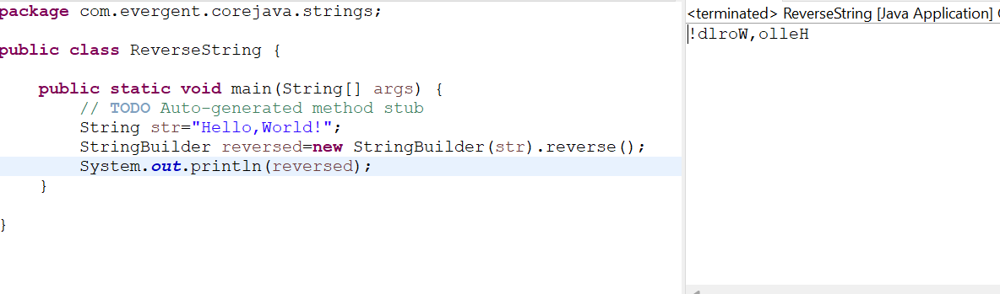 package com.evergent.corejava.strings;
public class ReverseString {
public static void main(String[] args) {
// TODO Auto-generated method stub
String str="Hello,World!";
StringBuilder reversed=new StringBuilder(str).reverse();
System.out.println(reversed);
}
}
<terminated> ReverseString [Java Application]
!dlroW,olleH